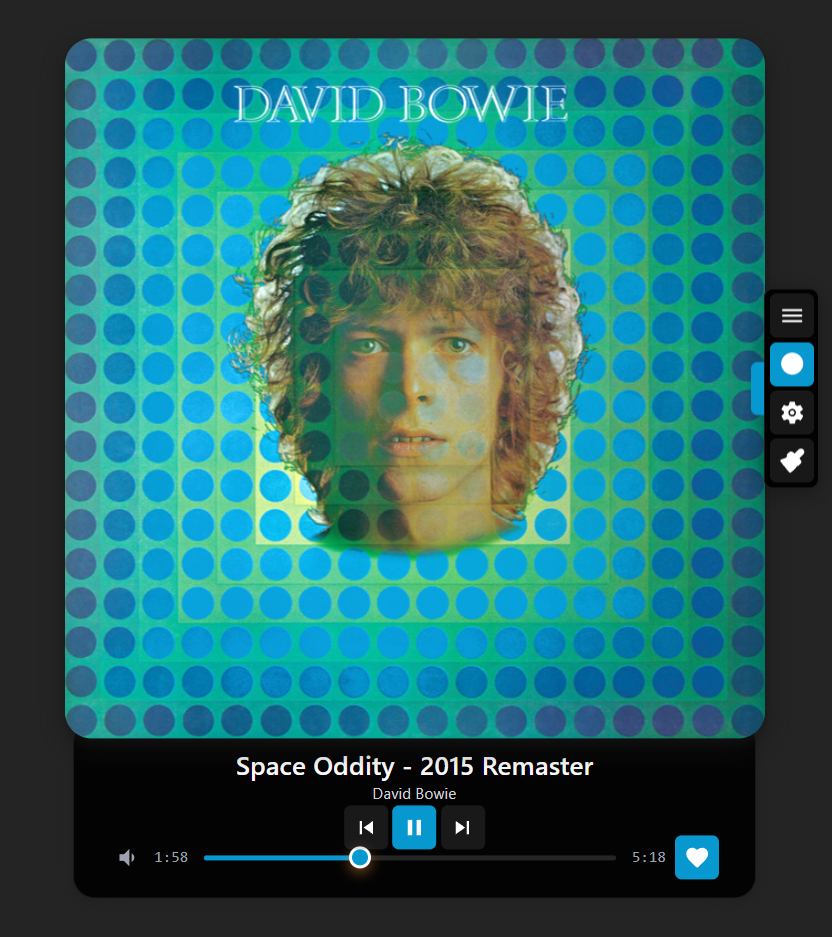 DAVID BOWIE
Space Oddity - 2015 Remaster
David Bowie
1:58
5:18